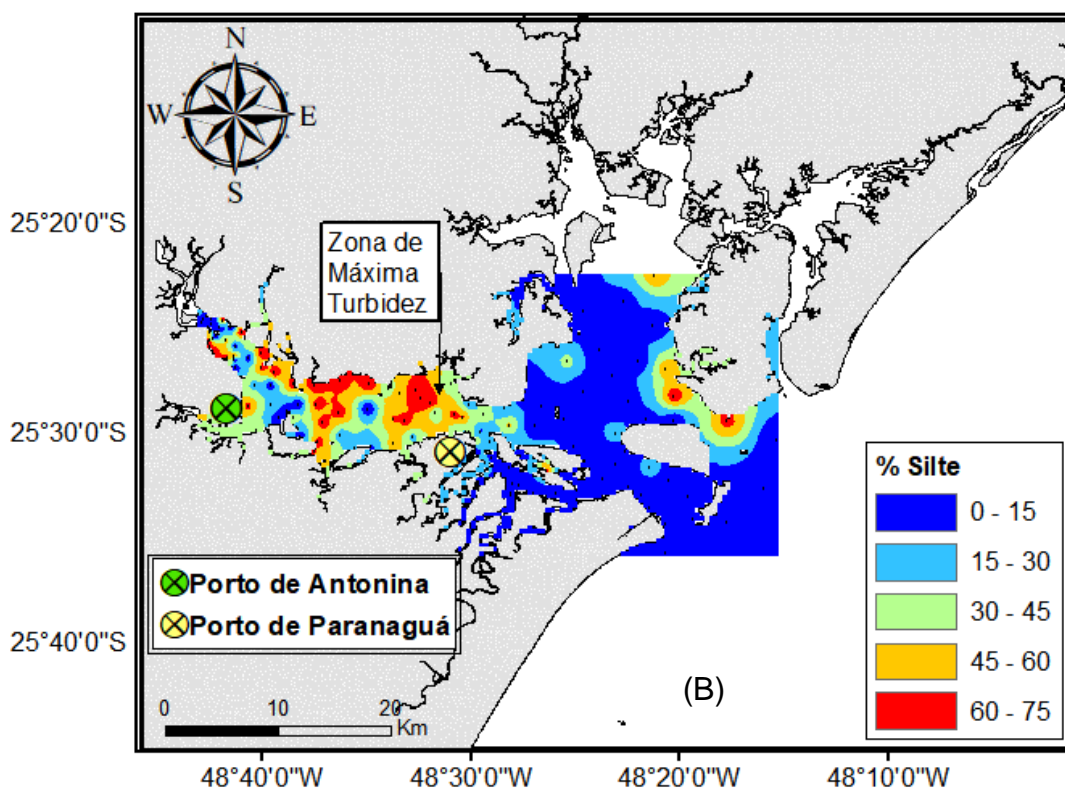 N
W
E
S
25°20'0"S
25°30'0"S
25°40'0"S
Zona de
Máxima
Turbidez
Porto de Antonina
Porto de Paranaguá
0 10 20
Km
(B)
% Silte
0 - 15
15 - 30
30 - 45
45 - 60
60 - 75
48°40'0"W 48°30'0"W 48°20'0"W 48°10'0"W